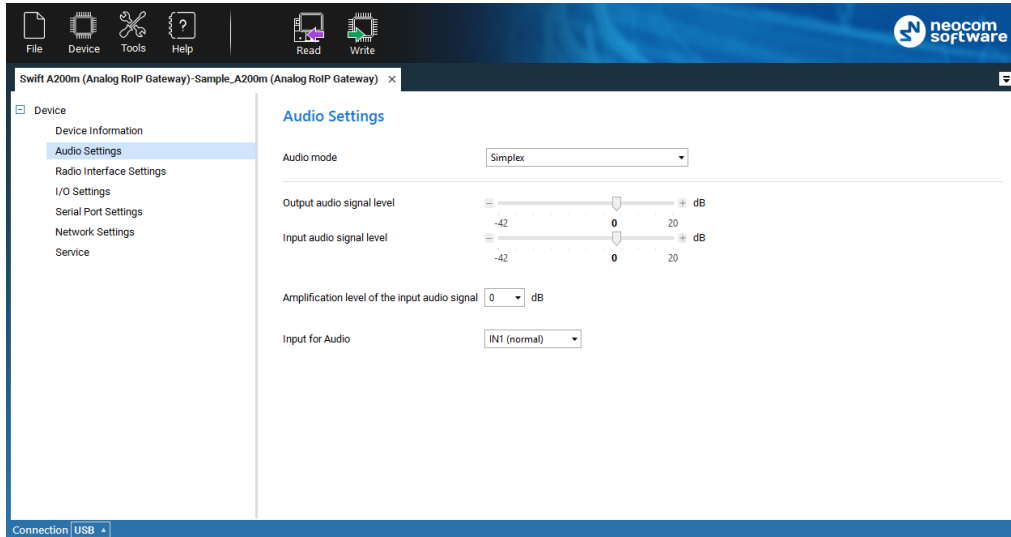 File Device Tools Help Read Write
neocom
software
Swift A200m (Analog RoIP Gateway)-Sample_A200m (Analog RoIP Gateway) ×
Device
Device Information
Audio Settings
Radio Interface Settings
I/O Settings
Serial Port Settings
Network Settings
Service
Audio Settings
Audio mode Simplex
Output audio signal level dB
-42 0 20
Input audio signal level dB
-42 0 20
Amplification level of the input audio signal 0 dB
Input for Audio IN1 (normal)
Connection USB